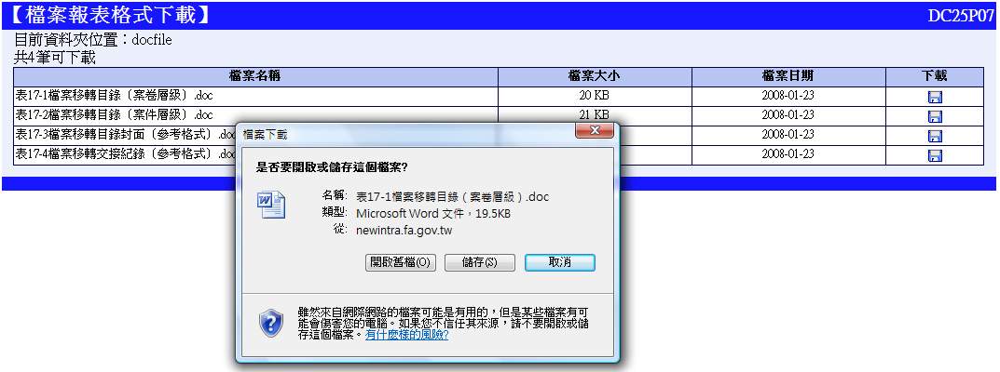 【檔案報表格式下載】 DC25P07
目前資料夾位置：docfile
共4筆可下載
檔案名稱 檔案大小 檔案日期 下載
表17-1檔案移轉目錄〔案卷層級〕.doc 20 KB 2008-01-23
表17-2檔案移轉目錄〔案件層級〕.doc 21 KB 2008-01-23
表17-3檔案移轉目錄封面〔參考格式〕.doc 2008-01-23
表17-4檔案移轉交接紀錄〔參考格式〕.doc 2008-01-23
檔案下載
是否要開啟或儲存這個檔案?
名稱: 表17-1檔案移轉目錄（案卷層級）.doc
類型: Microsoft Word 文件，19.5KB
從: newintra.fa.gov.tw
開啟舊檔(O) 儲存(S) 取消
雖然來自網際網路的檔案可能是有用的，但是某些檔案有可
能會傷害您的電腦。如果您不信任其來源，請不要開啟或儲
存這個檔案。有什麼樣的風險?